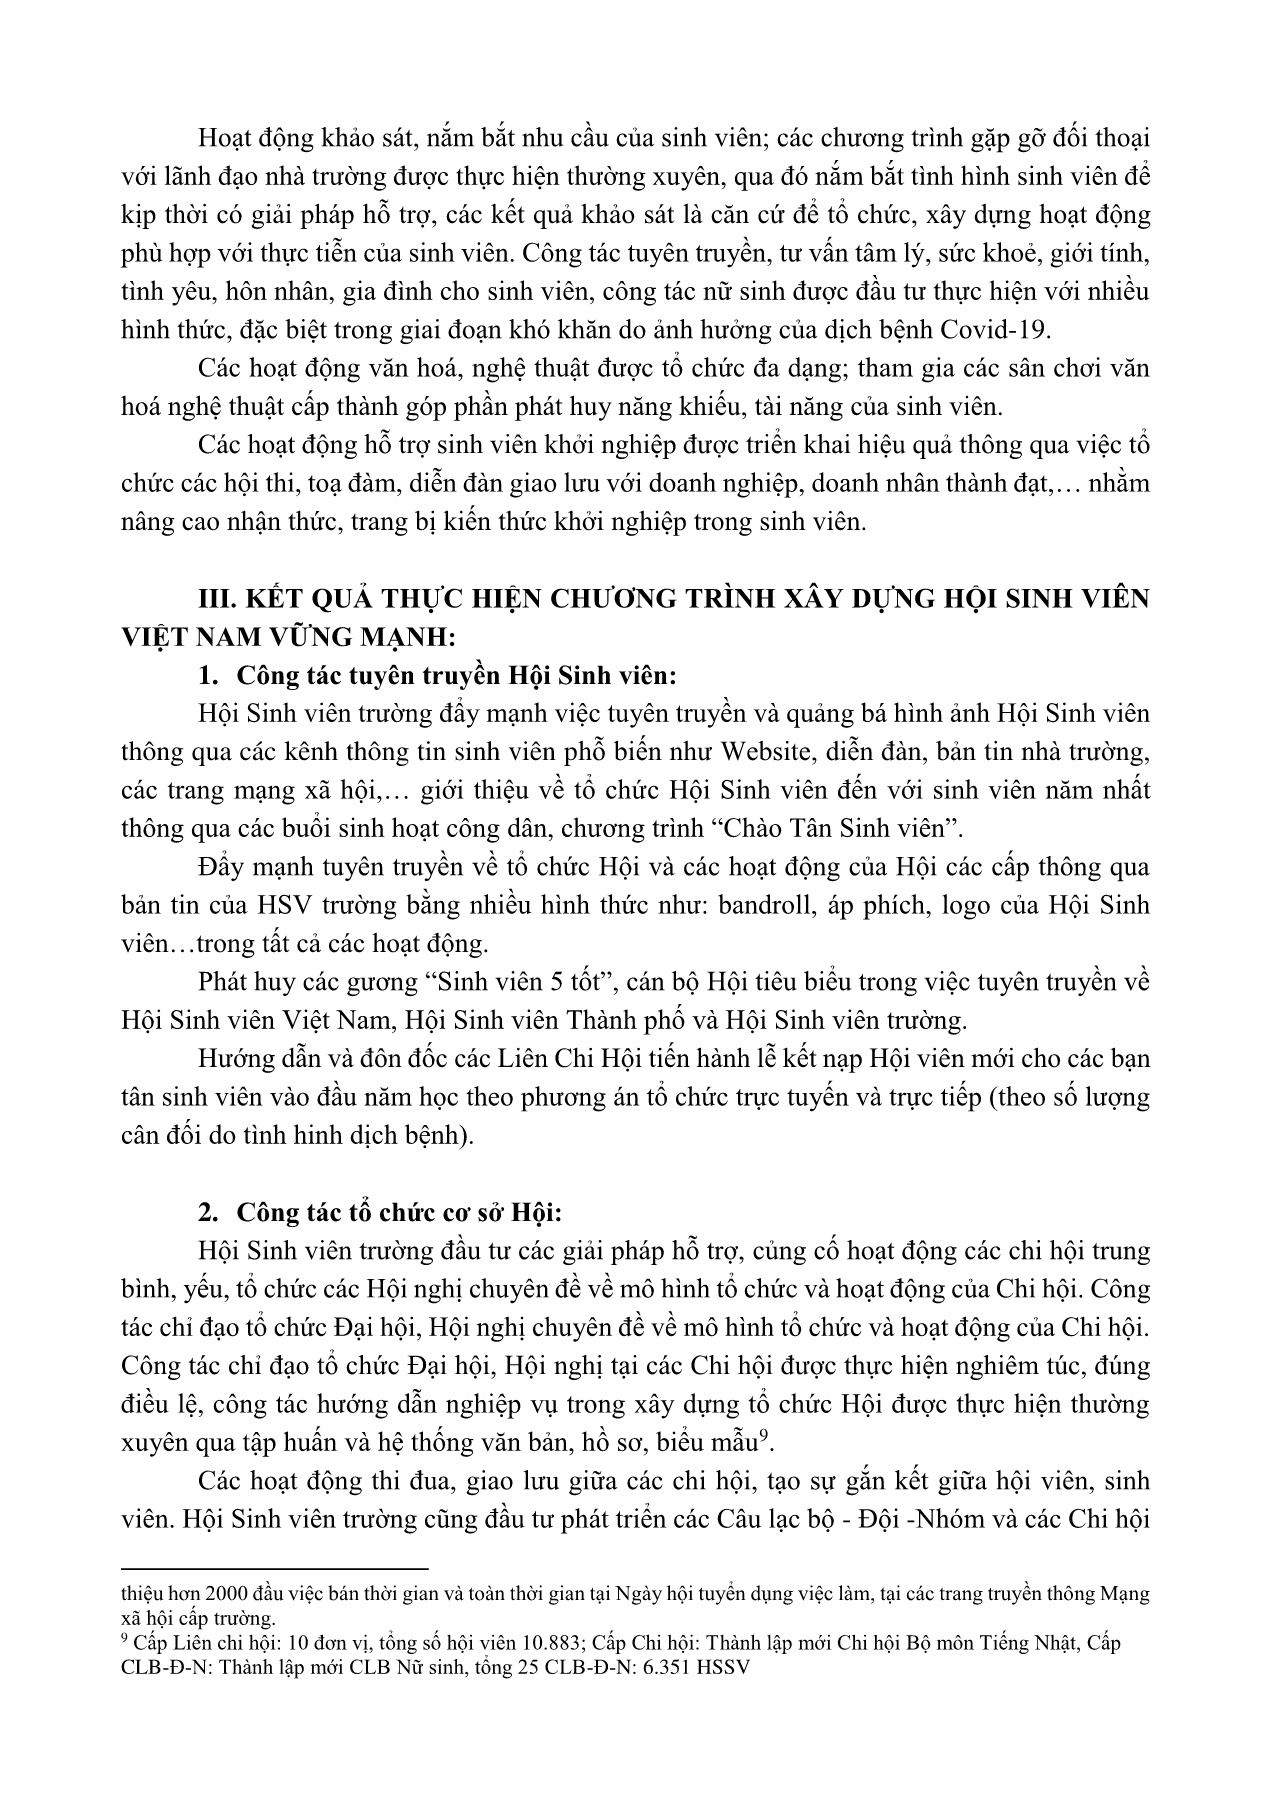 Hoạt động khảo sát, nắm bắt nhu cầu của sinh viên; các chương trình gặp gỡ đối thoại
với lãnh đạo nhà trường được thực hiện thường xuyên, qua đó nắm bắt tình hình sinh viên để
kịp thời có giải pháp hỗ trợ, các kết quả khảo sát là căn cứ để tổ chức, xây dựng hoạt động
phù hợp với thực tiễn của sinh viên. Công tác tuyên truyền, tư vấn tâm lý, sức khoẻ, giới tính,
tình yêu, hôn nhân, gia đình cho sinh viên, công tác nữ sinh được đầu tư thực hiện với nhiều
hình thức, đặc biệt trong giai đoạn khó khăn do ảnh hưởng của dịch bệnh Covid-19.
Các hoạt động văn hoá, nghệ thuật được tổ chức đa dạng; tham gia các sân chơi văn
hoá nghệ thuật cấp thành góp phần phát huy năng khiếu, tài năng của sinh viên.
Các hoạt động hỗ trợ sinh viên khởi nghiệp được triển khai hiệu quả thông qua việc tổ
chức các hội thi, toạ đàm, diễn đàn giao lưu với doanh nghiệp, doanh nhân thành đạt,… nhằm
nâng cao nhận thức, trang bị kiến thức khởi nghiệp trong sinh viên.
III. KẾT QUẢ THỰC HIỆN CHƯƠNG TRÌNH XÂY DỰNG HỘI SINH VIÊN
VIỆT NAM VỮNG MẠNH:
1. Công tác tuyên truyền Hội Sinh viên:
Hội Sinh viên trường đẩy mạnh việc tuyên truyền và quảng bá hình ảnh Hội Sinh viên
thông qua các kênh thông tin sinh viên phỗ biến như Website, diễn đàn, bản tin nhà trường,
các trang mạng xã hội,… giới thiệu về tổ chức Hội Sinh viên đến với sinh viên năm nhất
thông qua các buổi sinh hoạt công dân, chương trình “Chào Tân Sinh viên”.
Đẩy mạnh tuyên truyền về tổ chức Hội và các hoạt động của Hội các cấp thông qua
bản tin của HSV trường bằng nhiều hình thức như: bandroll, áp phích, logo của Hội Sinh
viên…trong tất cả các hoạt động.
Phát huy các gương “Sinh viên 5 tốt”, cán bộ Hội tiêu biểu trong việc tuyên truyền về
Hội Sinh viên Việt Nam, Hội Sinh viên Thành phố và Hội Sinh viên trường.
Hướng dẫn và đôn đốc các Liên Chi Hội tiến hành lễ kết nạp Hội viên mới cho các bạn
tân sinh viên vào đầu năm học theo phương án tổ chức trực tuyến và trực tiếp (theo số lượng
cân đối do tình hinh dịch bệnh).
2. Công tác tổ chức cơ sở Hội:
Hội Sinh viên trường đầu tư các giải pháp hỗ trợ, củng cố hoạt động các chi hội trung
bình, yếu, tổ chức các Hội nghị chuyên đề về mô hình tổ chức và hoạt động của Chi hội. Công
tác chỉ đạo tổ chức Đại hội, Hội nghị chuyên đề về mô hình tổ chức và hoạt động của Chi hội.
Công tác chỉ đạo tổ chức Đại hội, Hội nghị tại các Chi hội được thực hiện nghiêm túc, đúng
điều lệ, công tác hướng dẫn nghiệp vụ trong xây dựng tổ chức Hội được thực hiện thường
xuyên qua tập huấn và hệ thống văn bản, hồ sơ, biểu mẫu9.
Các hoạt động thi đua, giao lưu giữa các chi hội, tạo sự gắn kết giữa hội viên, sinh
viên. Hội Sinh viên trường cũng đầu tư phát triển các Câu lạc bộ - Đội -Nhóm và các Chi hội
thiệu hơn 2000 đầu việc bán thời gian và toàn thời gian tại Ngày hội tuyển dụng việc làm, tại các trang truyền thông Mạng
xã hội cấp trường.
9 Cấp Liên chi hội: 10 đơn vị, tổng số hội viên 10.883; Cấp Chi hội: Thành lập mới Chi hội Bộ môn Tiếng Nhật, Cấp
CLB-Đ-N: Thành lập mới CLB Nữ sinh, tổng 25 CLB-Đ-N: 6.351 HSSV